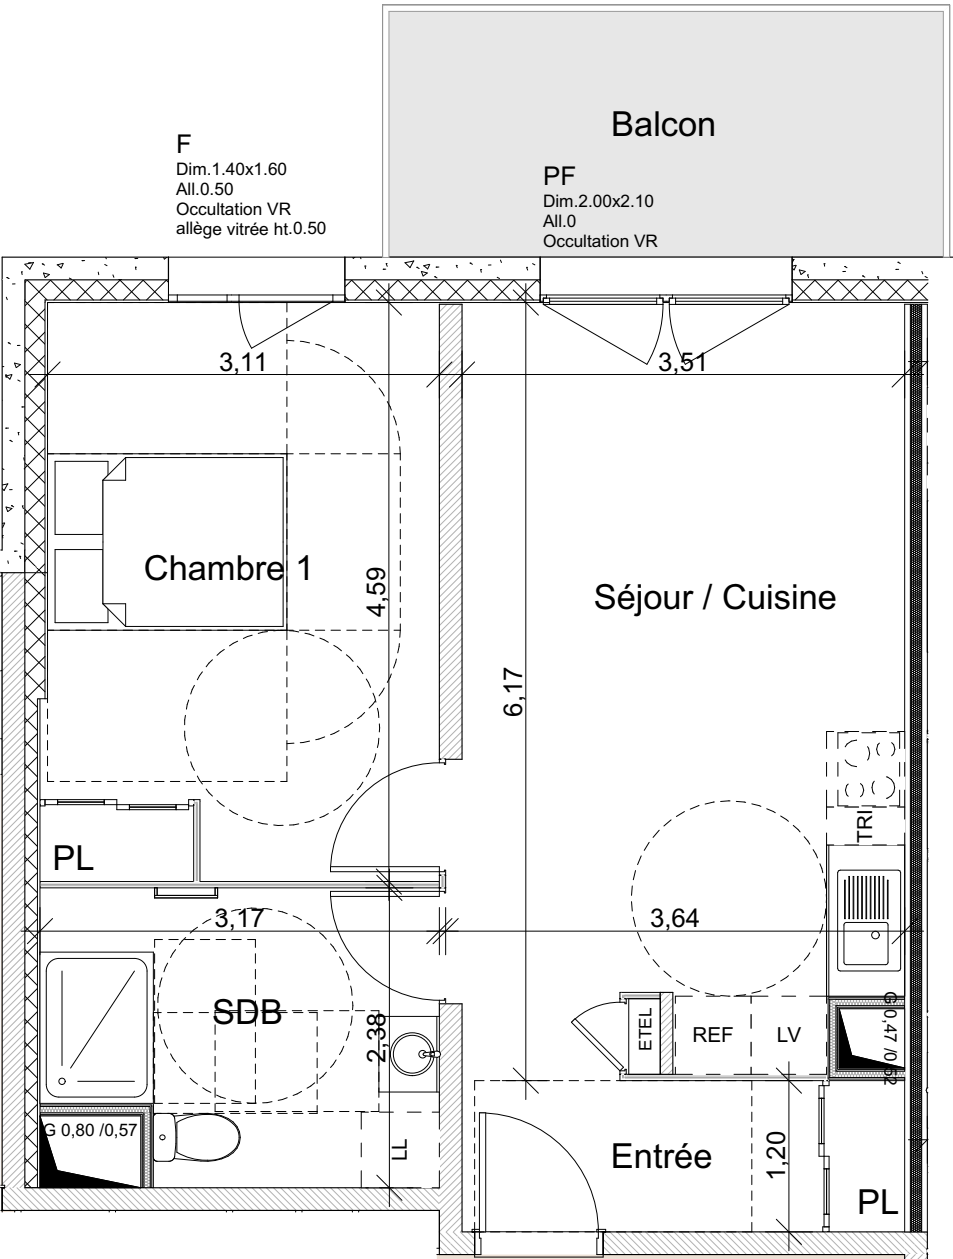 Balcon
F
Dim.1.40x1.60
All.0.50
Occultation VR
allège vitrée ht.0.50
PF
Dim.2.00x2.10
All.0
Occultation VR
3,11
3,51
Chambre 1
4,59
Séjour / Cuisine
6,17
TRI
PL
3,17
3,64
SDB
2,38
ETEL
REF
LV
G 0,47 /0,52
G 0,80 /0,57
LL
Entrée
1,20
PL